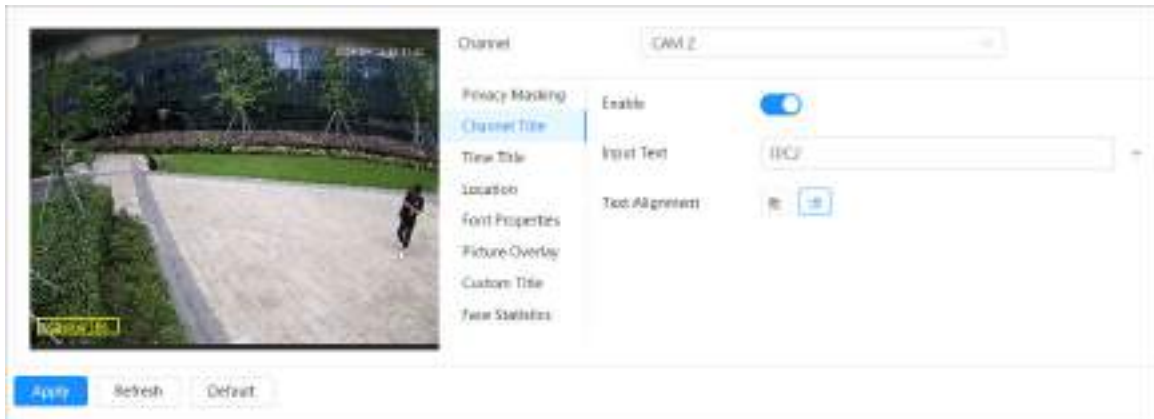 Channel
CAM 2
Privacy Masking
Channel Title
Time Title
Location
Font Properties
Picture Overlay
Custom Title
Face Statistics
Enable
Input Text
IPC2
Text Alignment
Apply
Refresh
Default